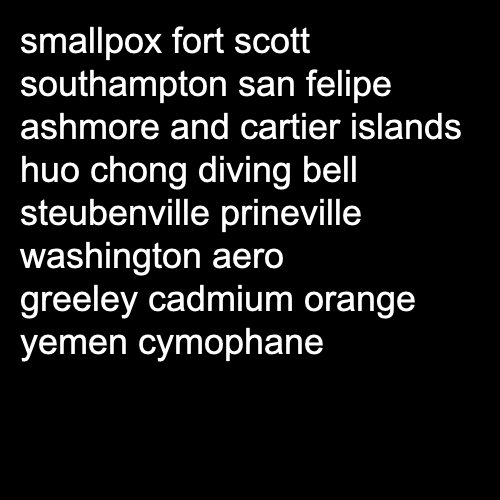 smallpox fort scott
southampton san felipe
ashmore and cartier islands
huo chong diving bell
steubenville prineville
washington aero
greeley cadmium orange
yemen cymophane